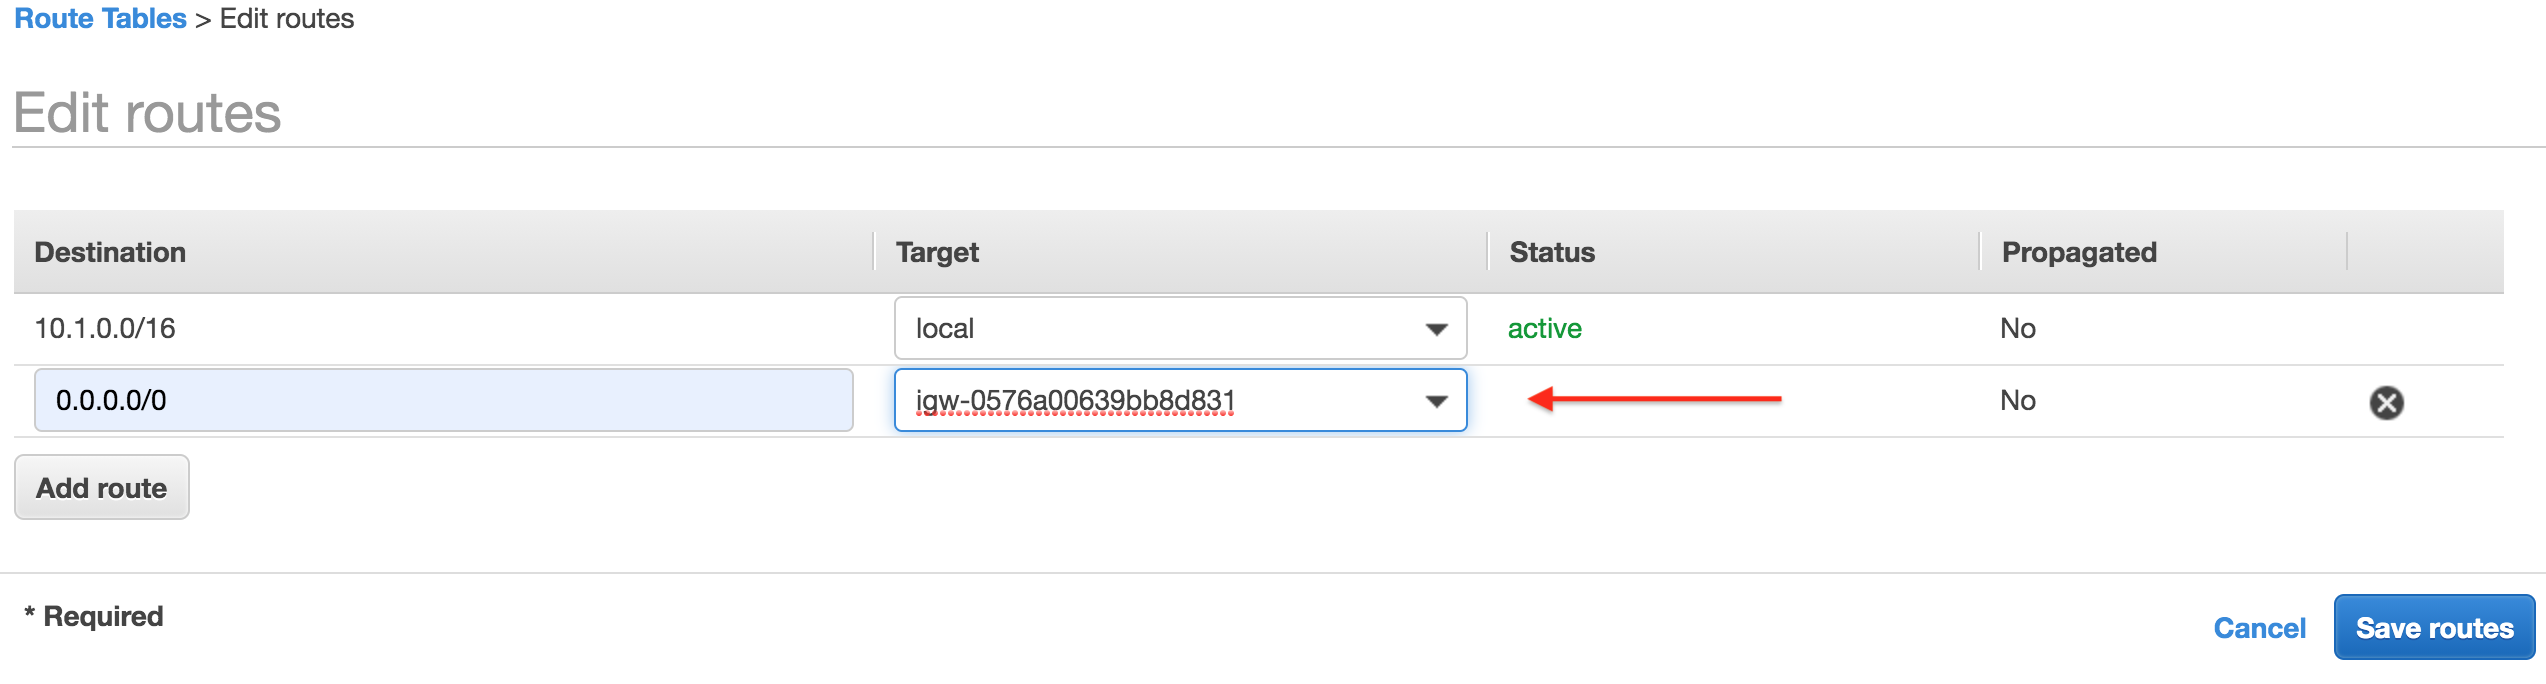 Route Tables > Edit routes
Edit routes
Destination Target Status Propagated
10.1.0.0/16 local active No
0.0.0.0/0 igw-0576a00639bb8d831 No
Add route
* Required
Cancel Save routes